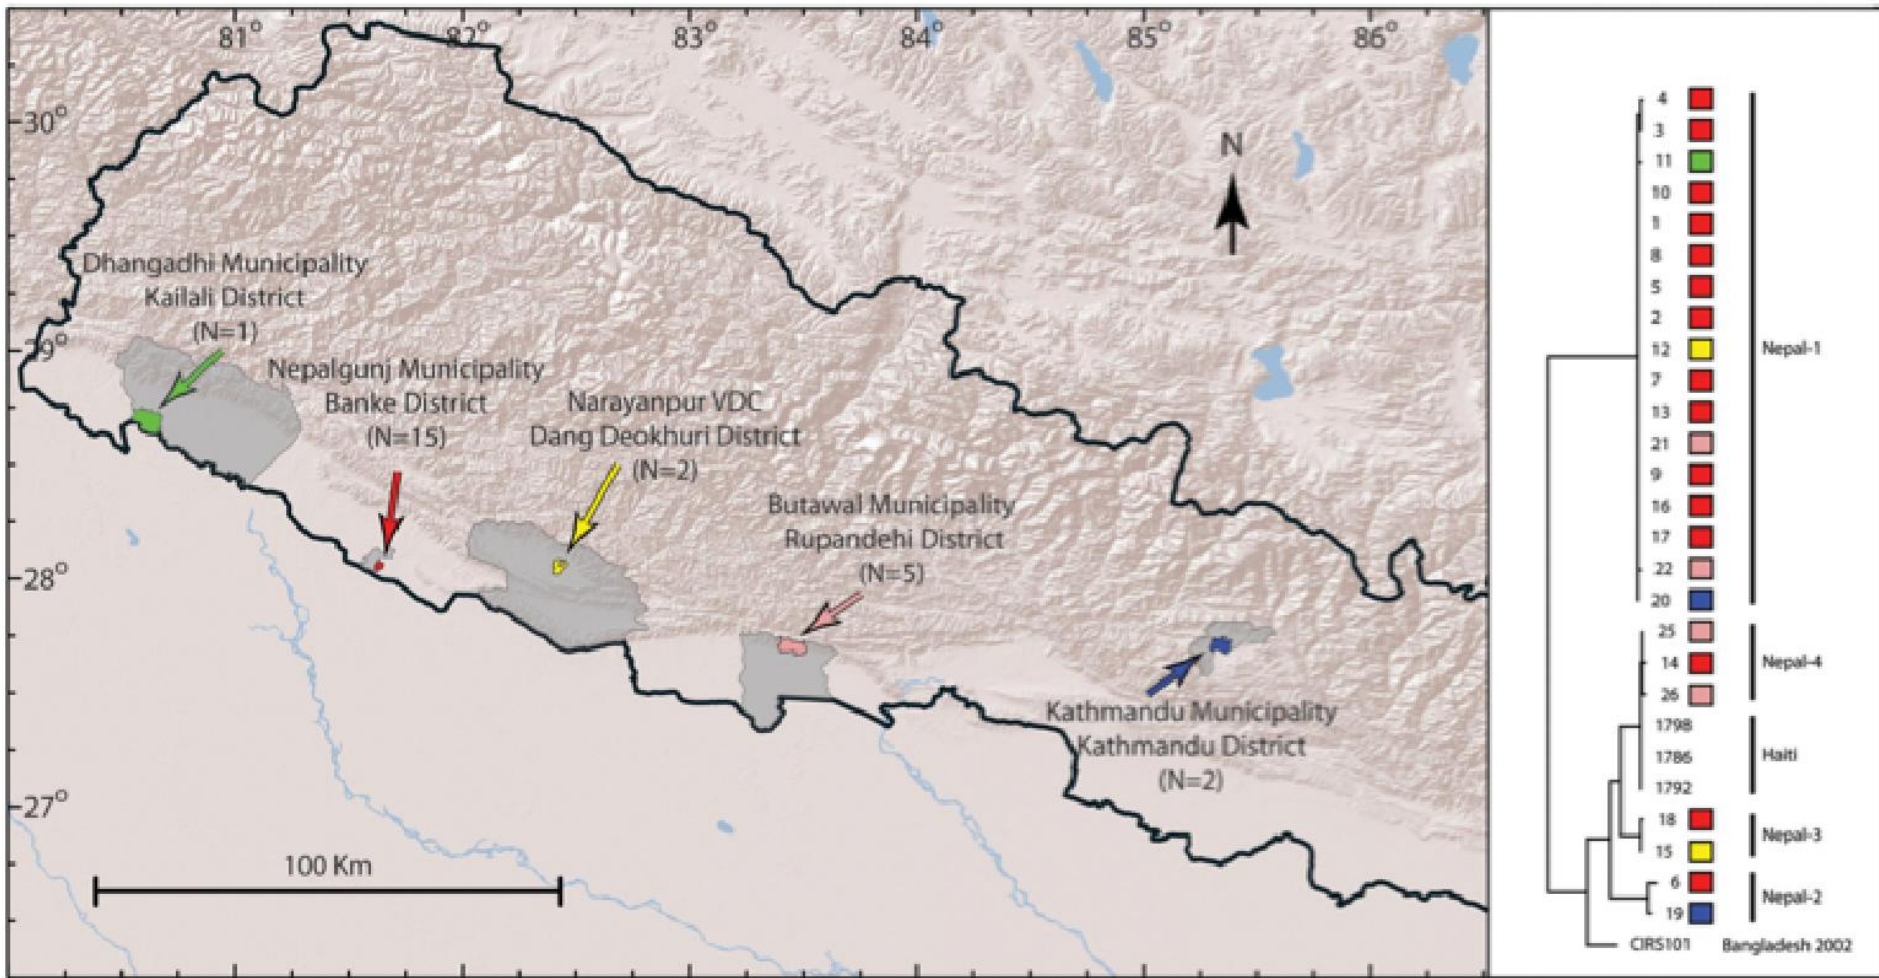 81°
82°
83°
84°
85°
86°
30°
29°
28°
27°
N
Dhangadhi Municipality
Kailali District
(N=1)
Nepalgunj Municipality
Banke District
(N=15)
Narayanpur VDC
Dang Deokhuri District
(N=2)
Butawal Municipality
Rupandehi District
(N=5)
Kathmandu Municipality
Kathmandu District
(N=2)
100 Km
4
3
11
10
1
8
5
2
12
7
13
21
9
16
17
22
20
25
14
26
1798
1786
1792
18
15
6
19
CIRS101
Nepal-1
Nepal-4
Haiti
Nepal-3
Nepal-2
Bangladesh 2002